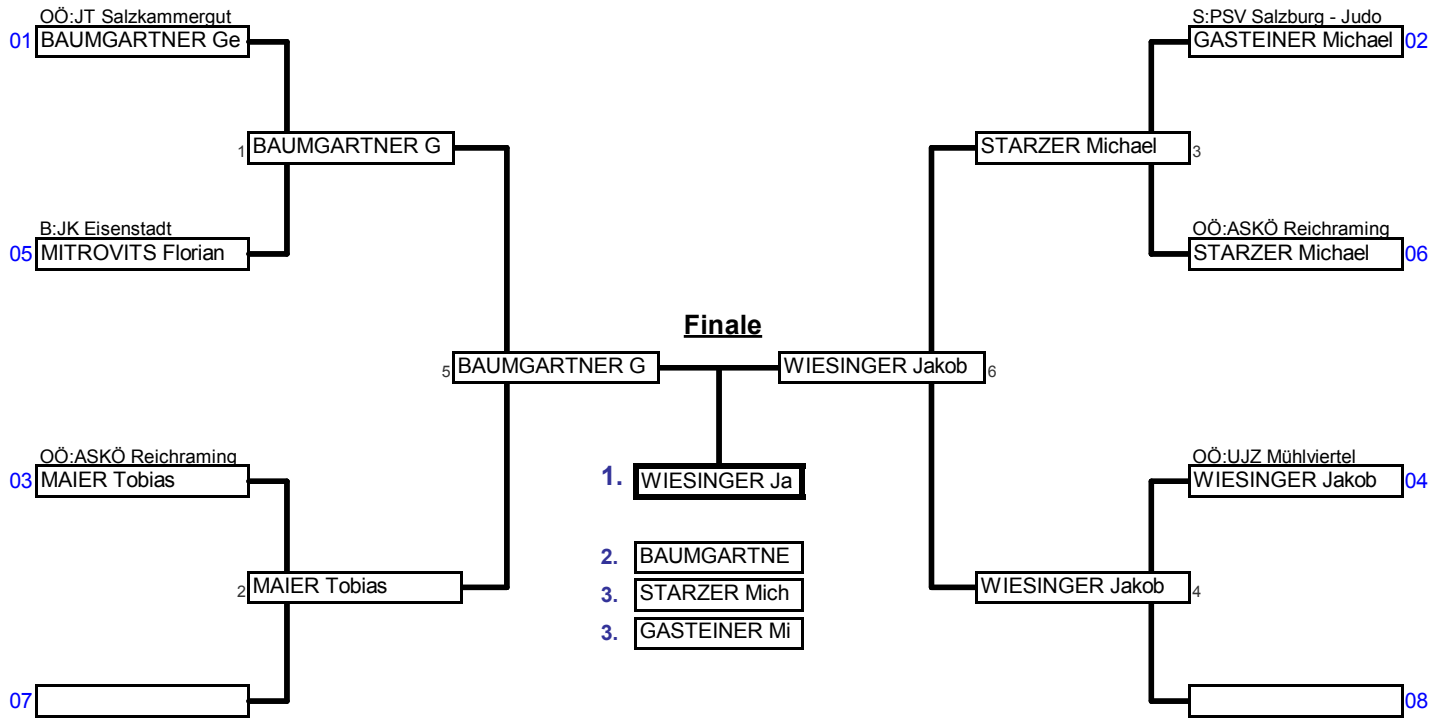 OÖ:JT Salzkammergut
01 BAUMGARTNER Ge
1 BAUMGARTNER G
B:JK Eisenstadt
05 MITROVITS Florian
5 BAUMGARTNER G
OÖ:ASKÖ Reichraming
03 MAIER Tobias
2 MAIER Tobias
07
Finale
1. WIESINGER Ja
2. BAUMGARTNE
3. STARZER Mich
3. GASTEINER Mi
S:PSV Salzburg - Judo
GASTEINER Michael 02
STARZER Michael 3
OÖ:ASKÖ Reichraming
STARZER Michael 06
WIESINGER Jakob 6
OÖ:UJZ Mühlviertel
WIESINGER Jakob 04
WIESINGER Jakob 4
08